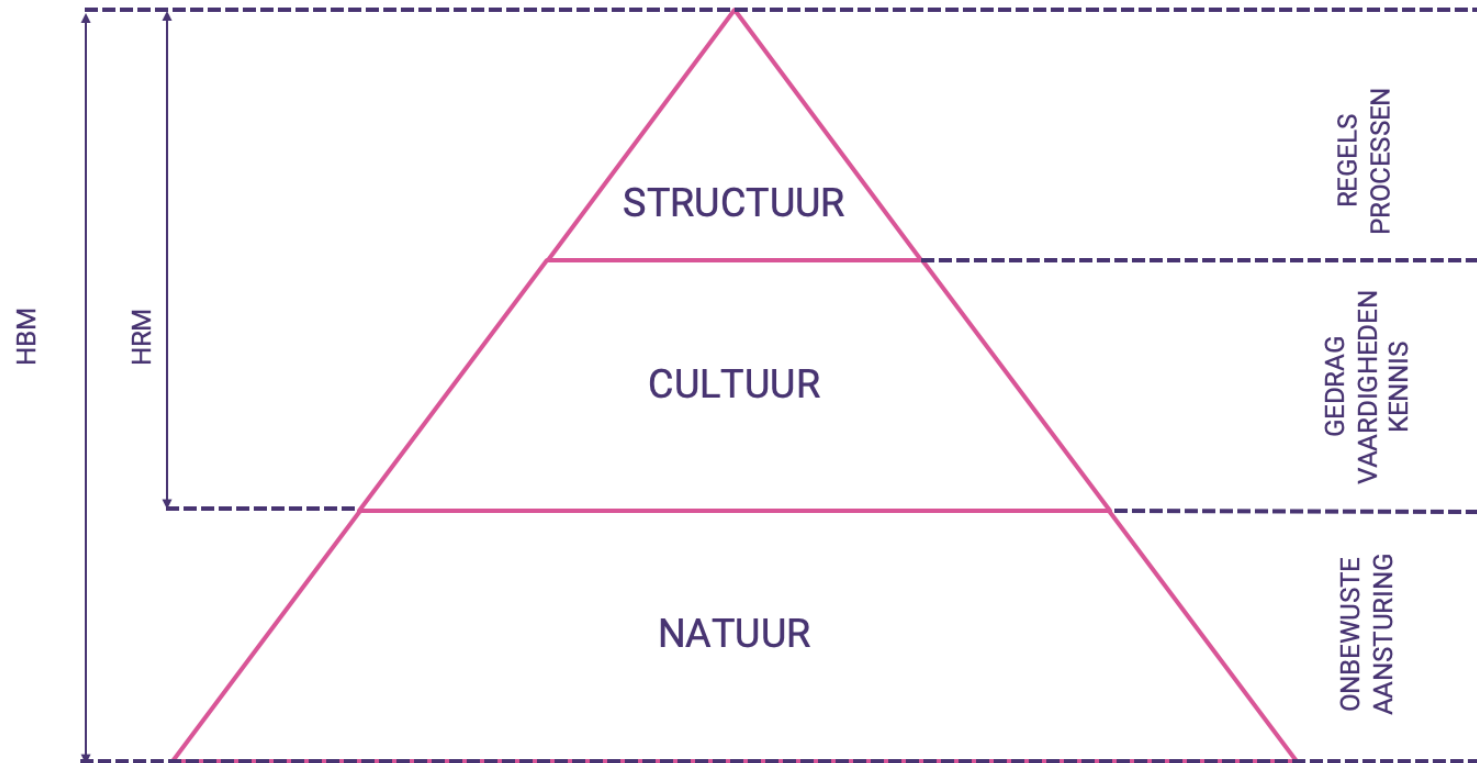 HBM
HRM
STRUCTUUR
REGELS
PROCESSEN
CULTUUR
GEDRAG
VAARDIGHEDEN
KENNIS
NATUUR
ONBEWUSTE
AANSTURING